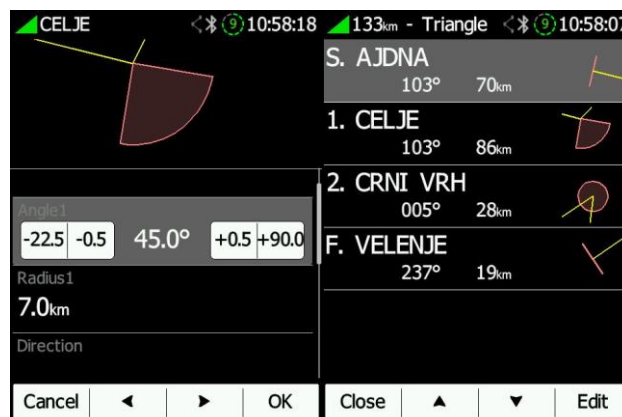 CELJE 9 10:58:18
Angle1
-22.5 -0.5 45.0° +0.5 +90.0
Radius1
7.0km
Direction
Cancel OK
133km - Triangle 9 10:58:07
S. AJDNA
103° 70km
1. CELJE
103° 86km
2. CRNI VRH
005° 28km
F. VELENJE
237° 19km
Close Edit